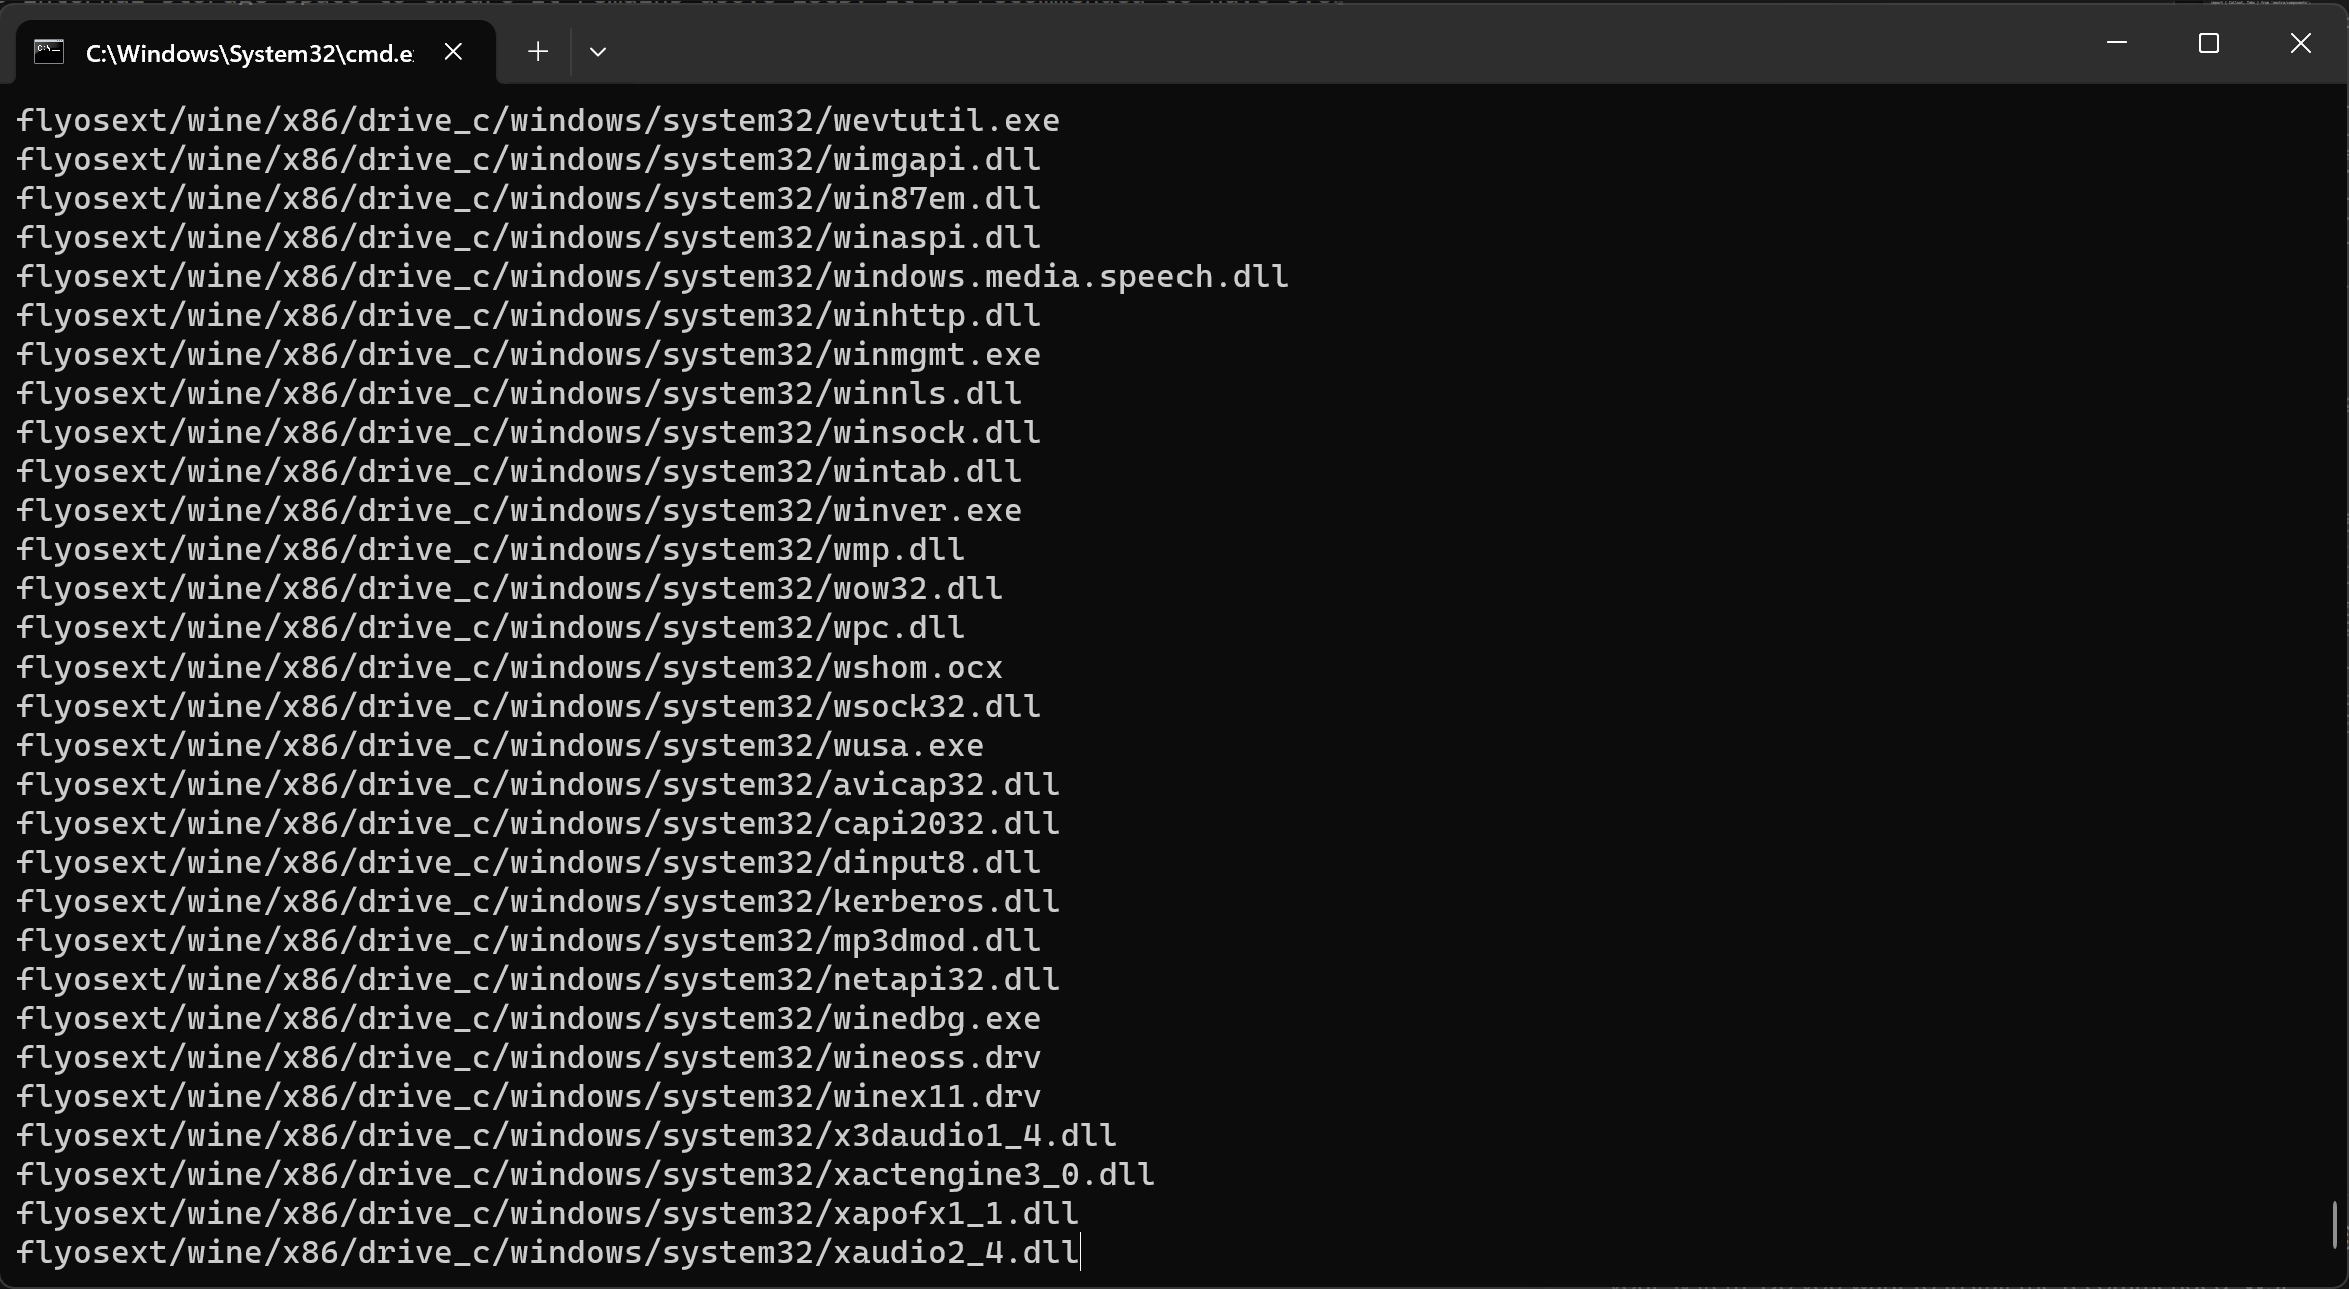 C:\Windows\System32\cmd.e
flyosext/wine/x86/drive_c/windows/system32/wevtutil.exe
flyosext/wine/x86/drive_c/windows/system32/wimgapi.dll
flyosext/wine/x86/drive_c/windows/system32/win87em.dll
flyosext/wine/x86/drive_c/windows/system32/winaspi.dll
flyosext/wine/x86/drive_c/windows/system32/windows.media.speech.dll
flyosext/wine/x86/drive_c/windows/system32/winhttp.dll
flyosext/wine/x86/drive_c/windows/system32/winmgmt.exe
flyosext/wine/x86/drive_c/windows/system32/winnls.dll
flyosext/wine/x86/drive_c/windows/system32/winsock.dll
flyosext/wine/x86/drive_c/windows/system32/wintab.dll
flyosext/wine/x86/drive_c/windows/system32/winver.exe
flyosext/wine/x86/drive_c/windows/system32/wmp.dll
flyosext/wine/x86/drive_c/windows/system32/wow32.dll
flyosext/wine/x86/drive_c/windows/system32/wpc.dll
flyosext/wine/x86/drive_c/windows/system32/wshom.ocx
flyosext/wine/x86/drive_c/windows/system32/wsock32.dll
flyosext/wine/x86/drive_c/windows/system32/wusa.exe
flyosext/wine/x86/drive_c/windows/system32/avicap32.dll
flyosext/wine/x86/drive_c/windows/system32/capi2032.dll
flyosext/wine/x86/drive_c/windows/system32/dinput8.dll
flyosext/wine/x86/drive_c/windows/system32/kerberos.dll
flyosext/wine/x86/drive_c/windows/system32/mp3dmod.dll
flyosext/wine/x86/drive_c/windows/system32/netapi32.dll
flyosext/wine/x86/drive_c/windows/system32/winedbg.exe
flyosext/wine/x86/drive_c/windows/system32/wineoss.drv
flyosext/wine/x86/drive_c/windows/system32/winex11.drv
flyosext/wine/x86/drive_c/windows/system32/x3daudio1_4.dll
flyosext/wine/x86/drive_c/windows/system32/xactengine3_0.dll
flyosext/wine/x86/drive_c/windows/system32/xapofx1_1.dll
flyosext/wine/x86/drive_c/windows/system32/xaudio2_4.dll